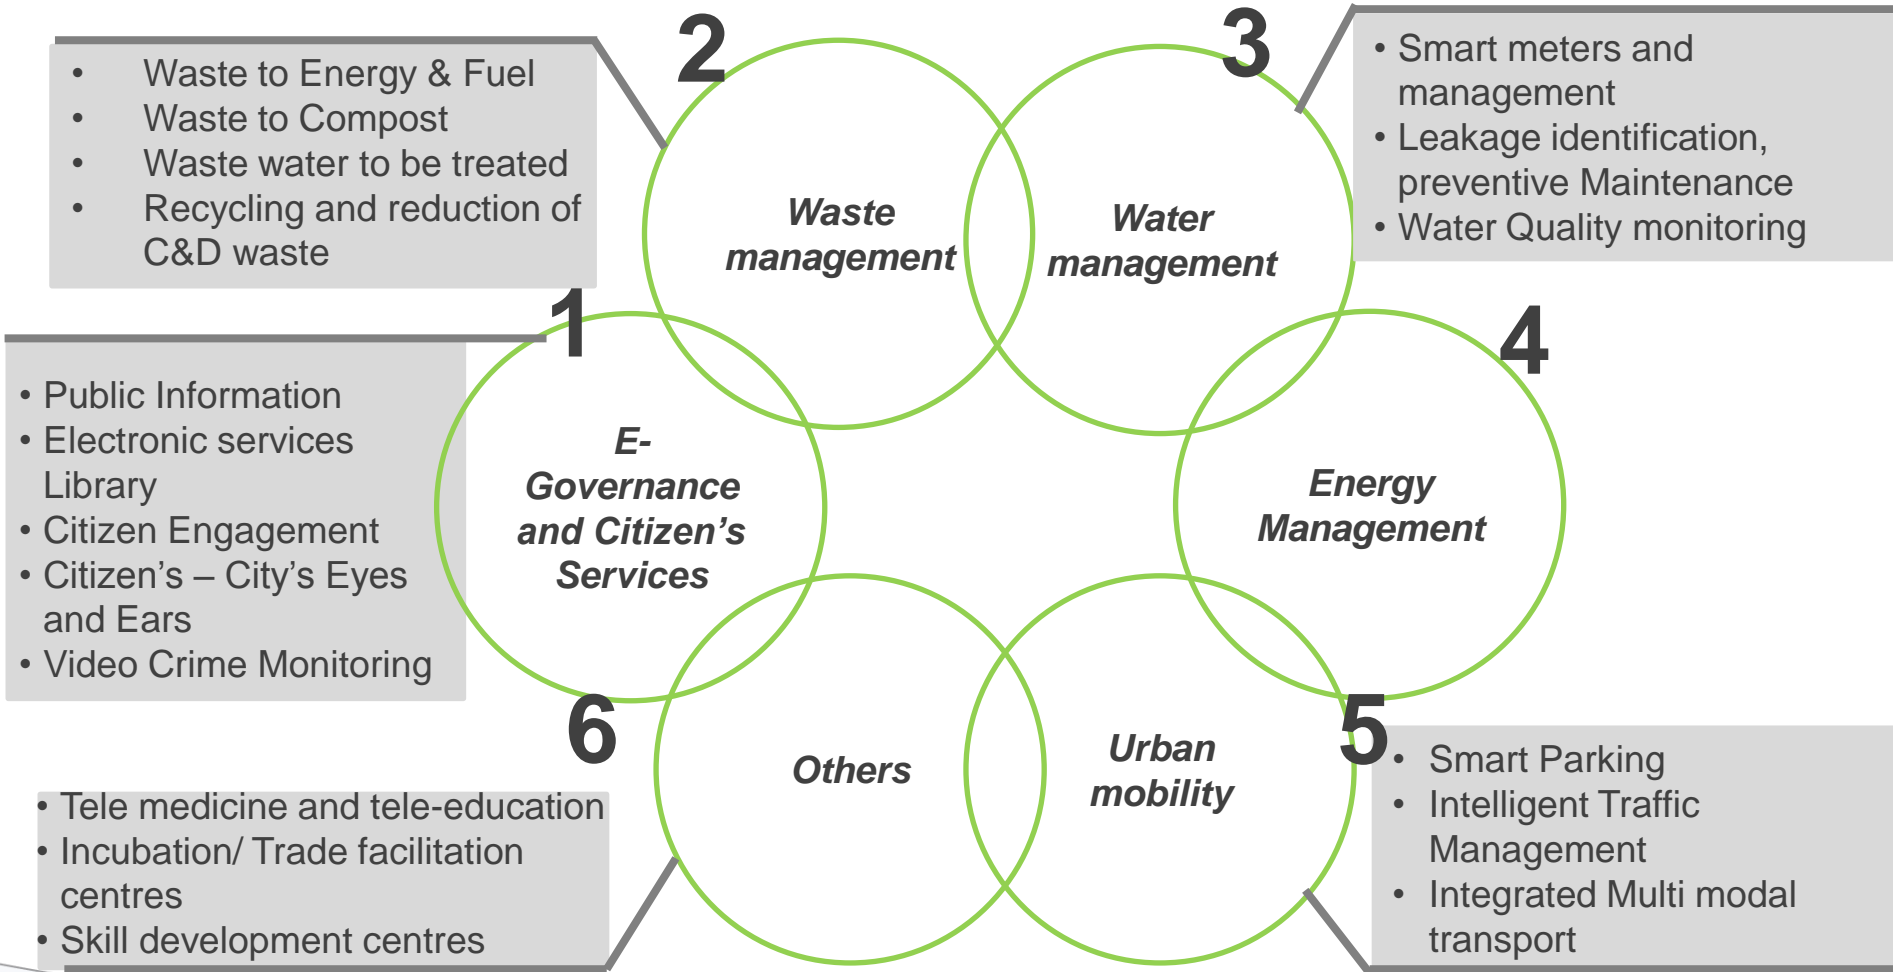 1
• Public Information
• Electronic services
Library
• Citizen Engagement
• Citizen’s – City’s Eyes
and Ears
• Video Crime Monitoring
E-
Governance
and Citizen’s
Services
2
• Waste to Energy & Fuel
• Waste to Compost
• Waste water to be treated
• Recycling and reduction of
C&D waste
Waste
management
3
• Smart meters and
management
• Leakage identification,
preventive Maintenance
• Water Quality monitoring
Water
management
4
Energy
Management
5
• Smart Parking
• Intelligent Traffic
Management
• Integrated Multi modal
transport
Urban
mobility
6
• Tele medicine and tele-education
• Incubation/ Trade facilitation
centres
• Skill development centres
Others